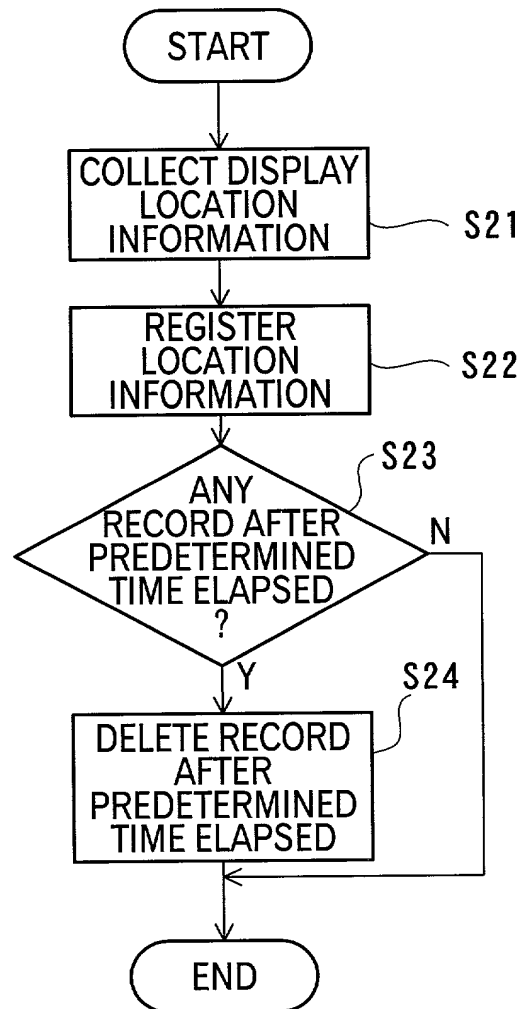 START
COLLECT DISPLAY
LOCATION
INFORMATION
S21
REGISTER
LOCATION
INFORMATION
S22
S23
ANY
RECORD AFTER
PREDETERMINED
TIME ELAPSED
?
N
Y
S24
DELETE RECORD
AFTER
PREDETERMINED
TIME ELAPSED
END